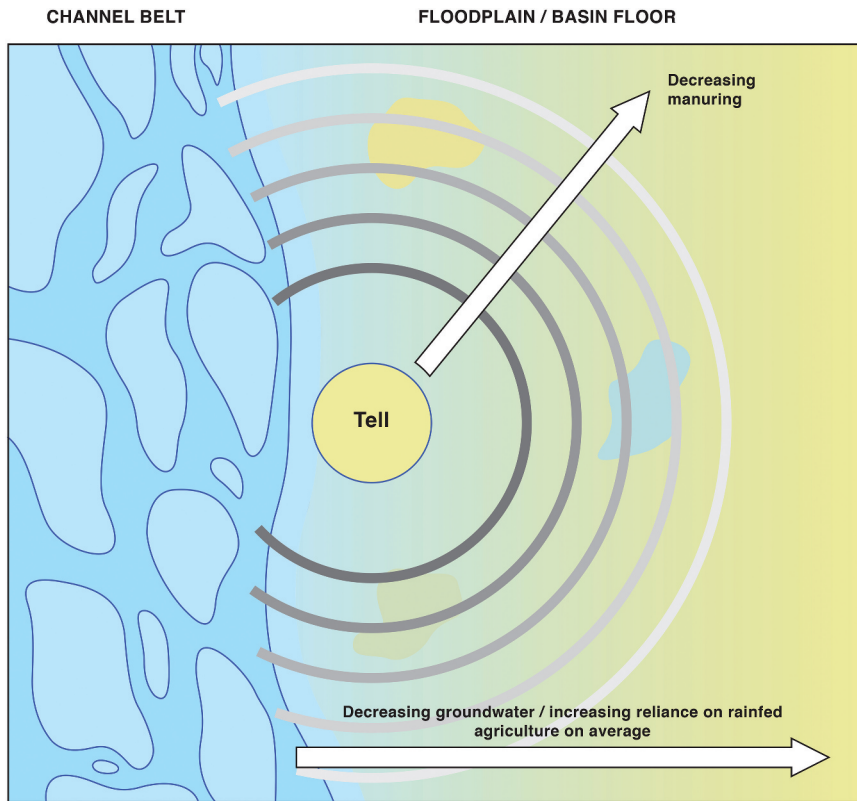 CHANNEL BELT
FLOODPLAIN / BASIN FLOOR
Decreasing
manuring
Tell
Decreasing groundwater / increasing reliance on rainfed
agriculture on average